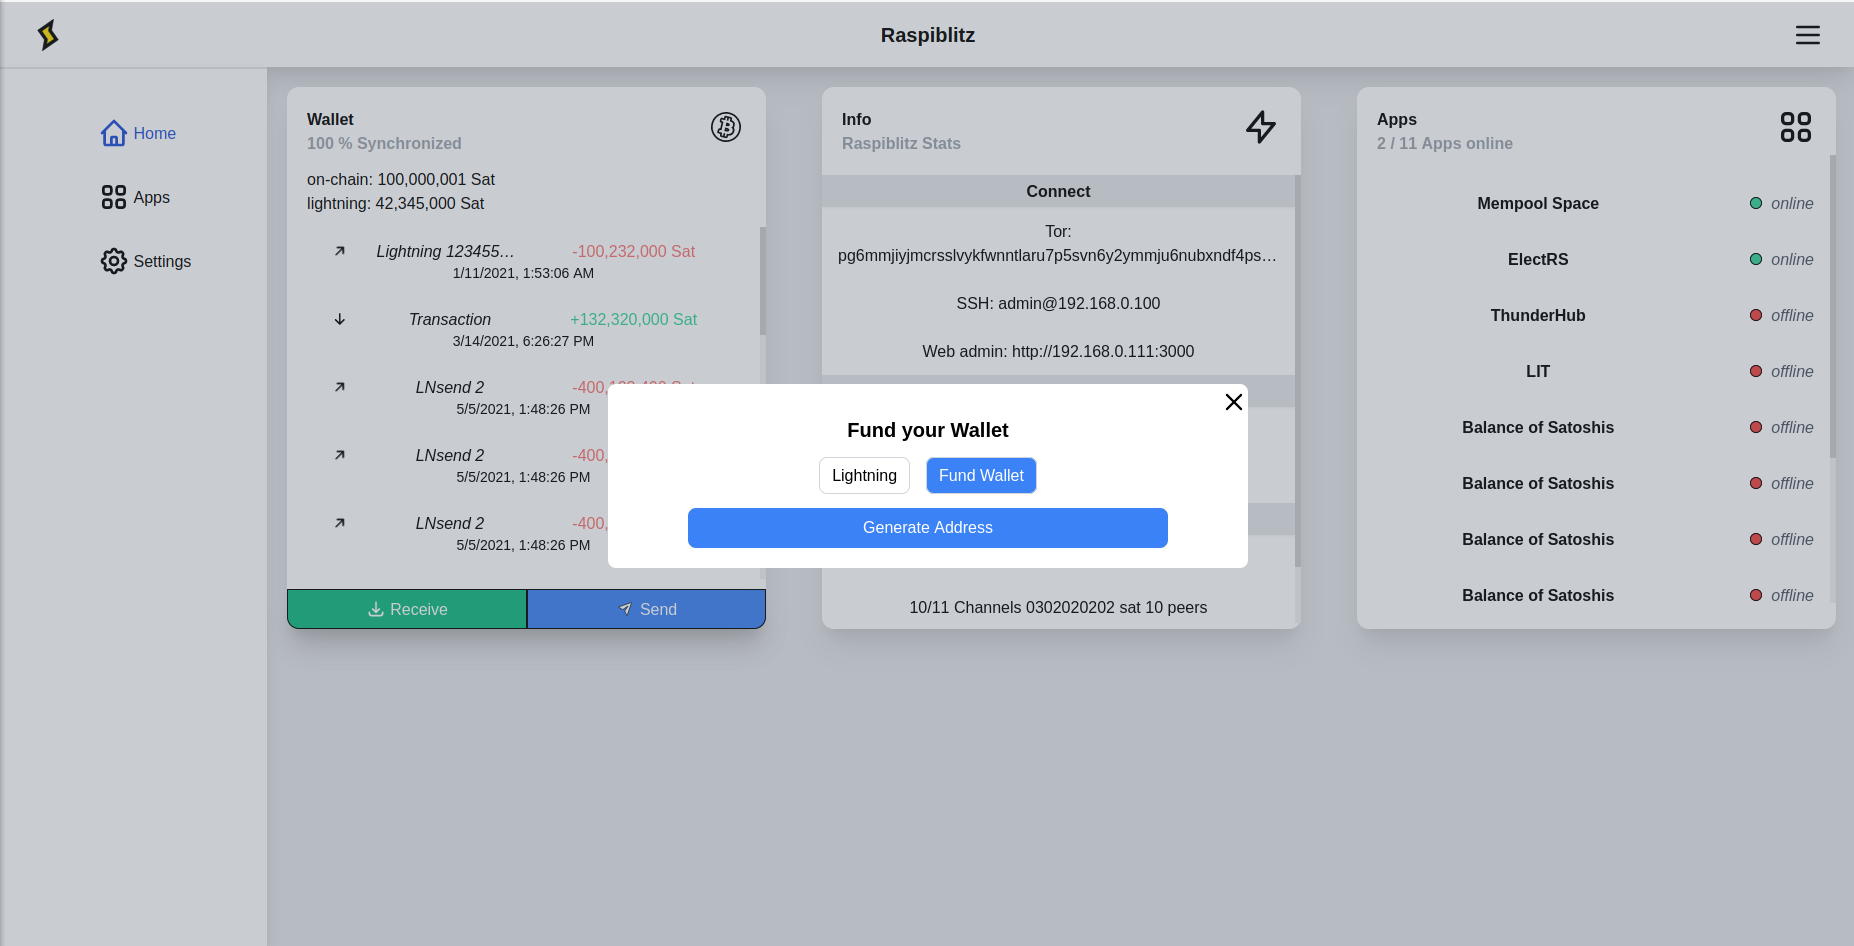 Raspiblitz
Home
Apps
Settings
Wallet
100 % Synchronized
on-chain: 100,000,001 Sat
lightning: 42,345,000 Sat
Lightning 123455… -100,232,000 Sat
1/11/2021, 1:53:06 AM
Transaction +132,320,000 Sat
3/14/2021, 6:26:27 PM
LNsend 2 -400,
5/5/2021, 1:48:26 PM
LNsend 2 -400,
5/5/2021, 1:48:26 PM
LNsend 2 -400,
5/5/2021, 1:48:26 PM
Receive Send
Info
Raspiblitz Stats
Connect
Tor:
pg6mmjiyjmcrsslvykfwnntlaru7p5svn6y2ymmju6nubxndf4ps…
SSH: admin@192.168.0.100
Web admin: http://192.168.0.111:3000
10/11 Channels 0302020202 sat 10 peers
Fund your Wallet
Lightning Fund Wallet
Generate Address
Apps
2 / 11 Apps online
Mempool Space online
ElectRS online
ThunderHub offline
LIT offline
Balance of Satoshis offline
Balance of Satoshis offline
Balance of Satoshis offline
Balance of Satoshis offline